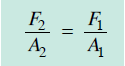 F₂/A₂ = F₁/A₁